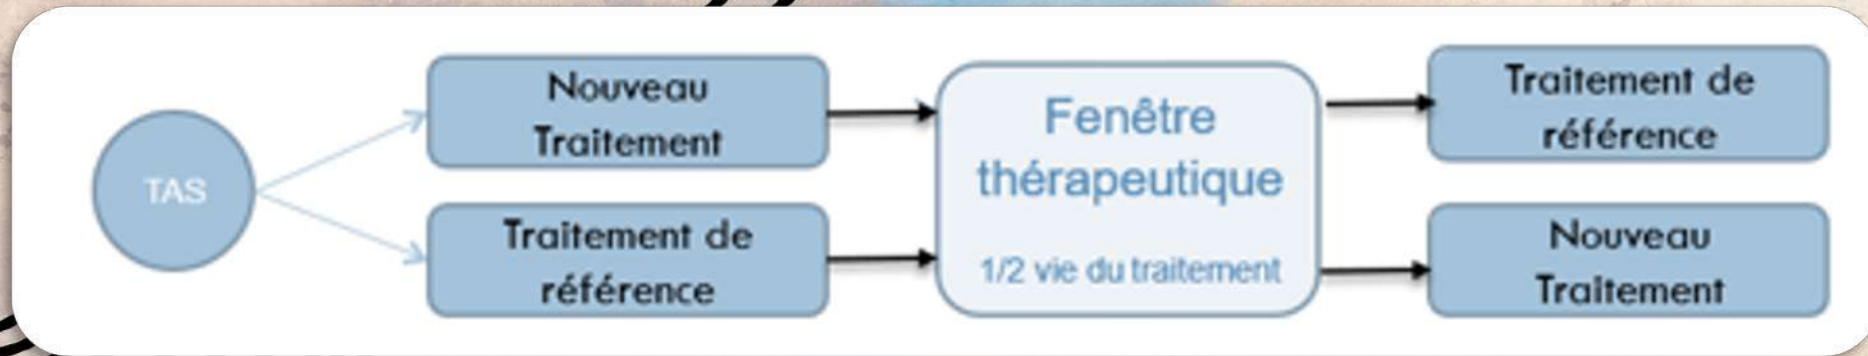 TAS
Nouveau
Traitement
Traitement de
référence
Fenêtre
thérapeutique
1/2 vie du traitement
Traitement de
référence
Nouveau
Traitement